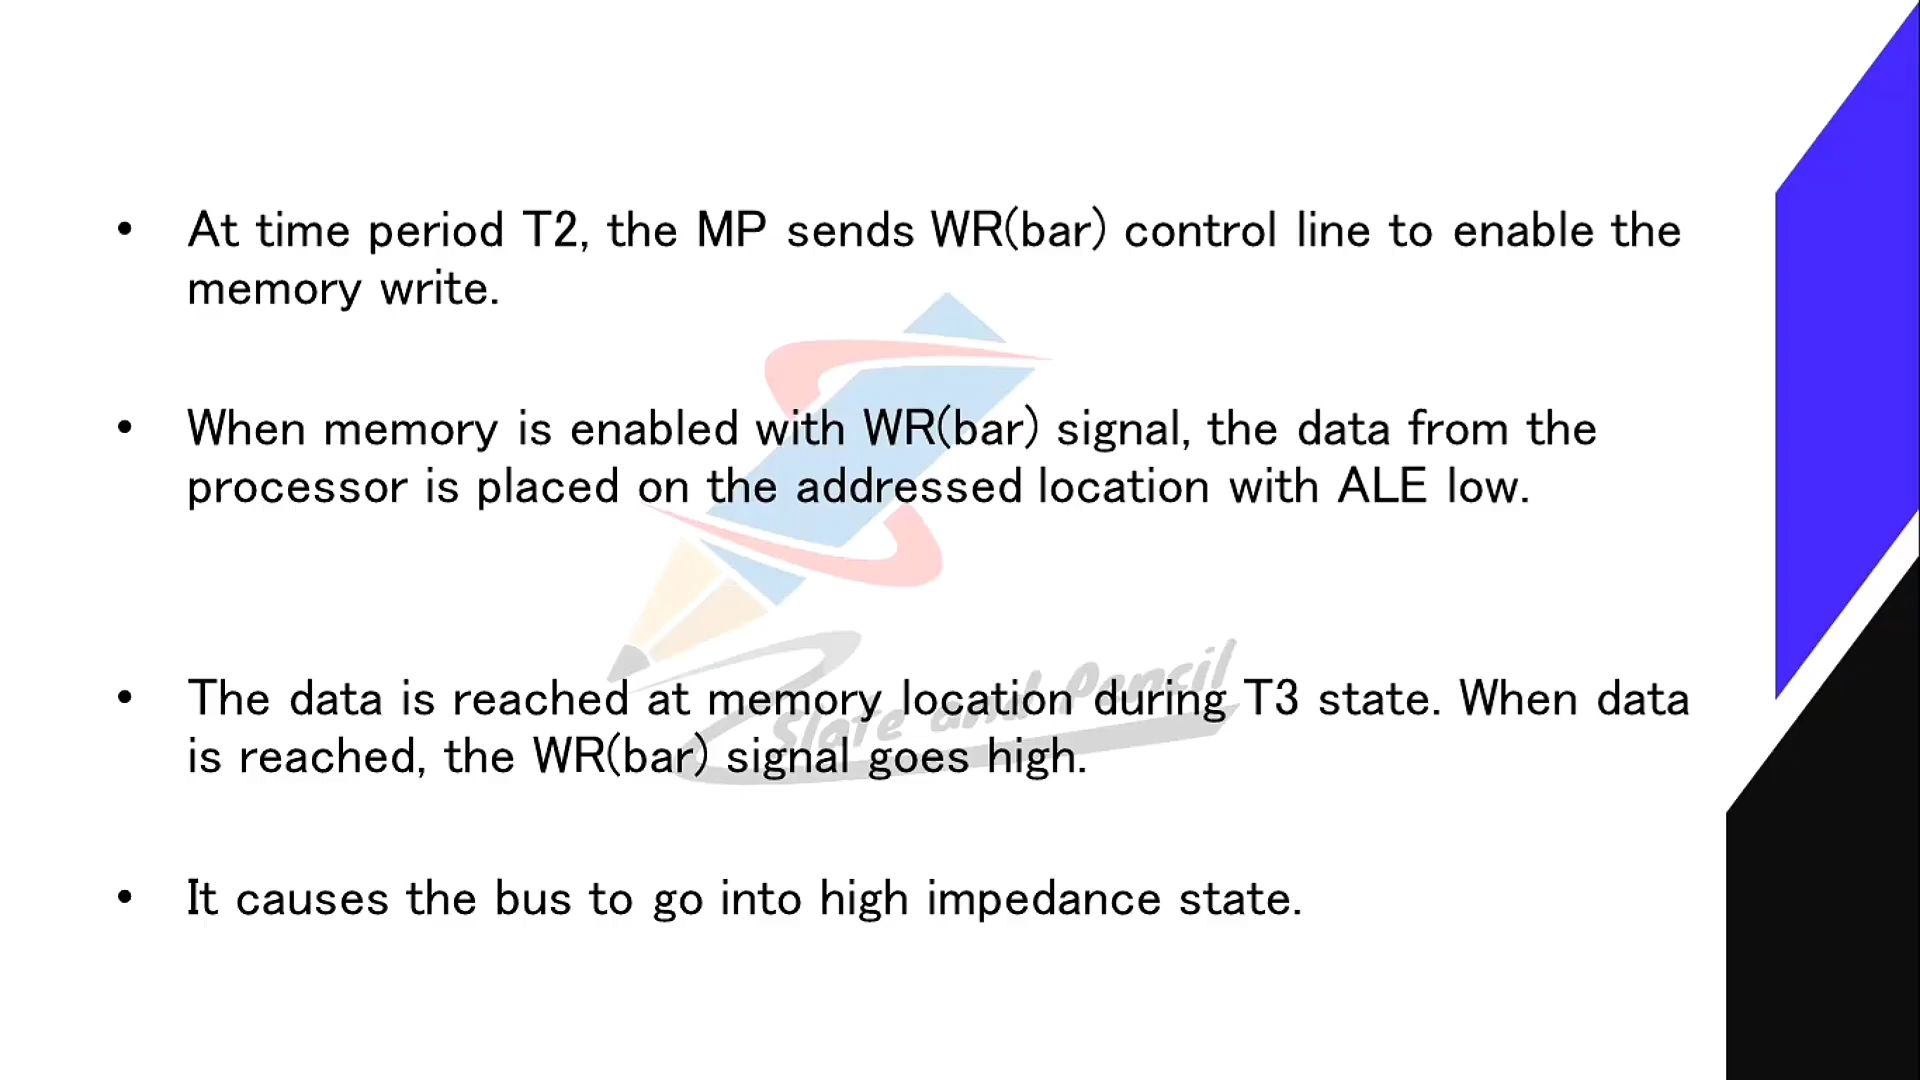 • At time period T2, the MP sends WR(bar) control line to enable the
memory write.
• When memory is enabled with WR(bar) signal, the data from the
processor is placed on the addressed location with ALE low.
• The data is reached at memory location during T3 state. When data
is reached, the WR(bar) signal goes high.
• It causes the bus to go into high impedance state.
Slate and Pencil